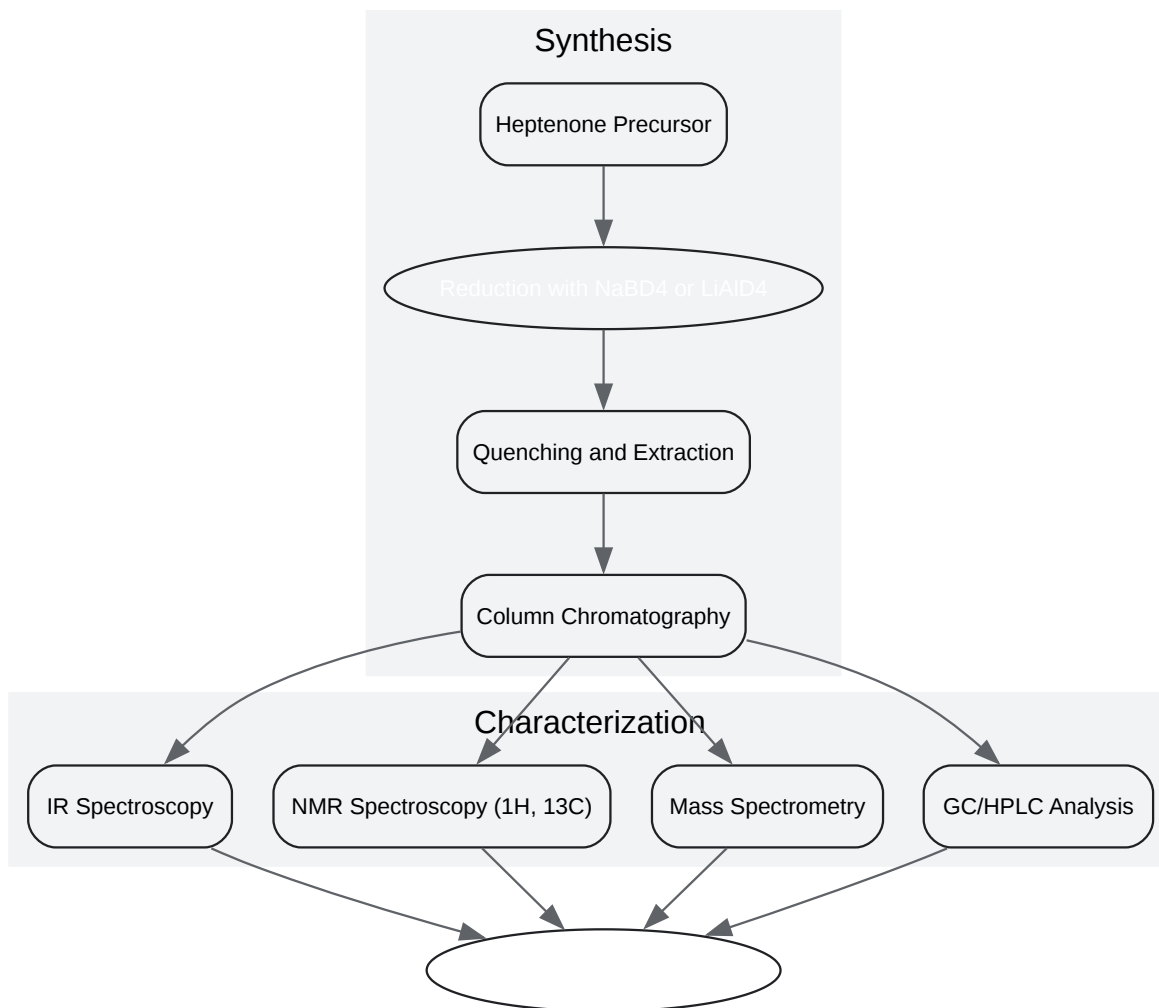 Synthesis
Heptenone Precursor
Reduction with NaBD4 or LiAlD4
Quenching and Extraction
Column Chromatography
Characterization
IR Spectroscopy
NMR Spectroscopy (1H, 13C)
Mass Spectrometry
GC/HPLC Analysis